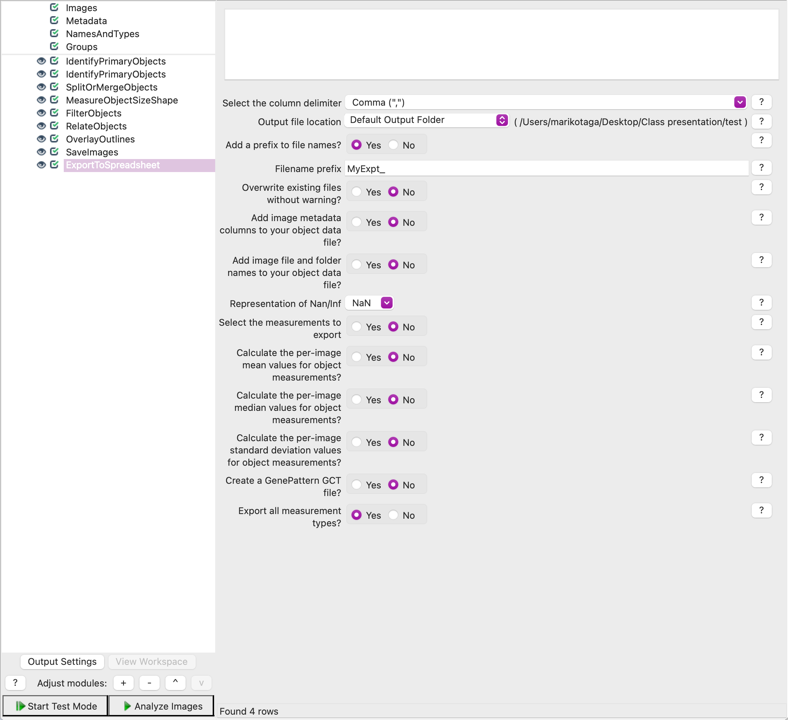 Images
Metadata
NamesAndTypes
Groups
IdentifyPrimaryObjects
IdentifyPrimaryObjects
SplitOrMergeObjects
MeasureObjectSizeShape
FilterObjects
RelateObjects
OverlayOutlines
SaveImages
ExportToSpreadsheet
Output Settings View Workspace
? Adjust modules: + - ^ v
Start Test Mode Analyze Images
Select the column delimiter Comma (",") ?
Output file location Default Output Folder ( /Users/marikotaga/Desktop/Class presentation/test ) ?
Add a prefix to file names? Yes No ?
Filename prefix MyExpt_ ?
Overwrite existing files
without warning? Yes No ?
Add image metadata
columns to your object data
file? Yes No ?
Add image file and folder
names to your object data
file? Yes No ?
Representation of Nan/Inf NaN ?
Select the measurements to
export Yes No ?
Calculate the per-image
mean values for object
measurements? Yes No ?
Calculate the per-image
median values for object
measurements? Yes No ?
Calculate the per-image
standard deviation values
for object measurements? Yes No ?
Create a GenePattern GCT
file? Yes No ?
Export all measurement
types? Yes No ?
Found 4 rows